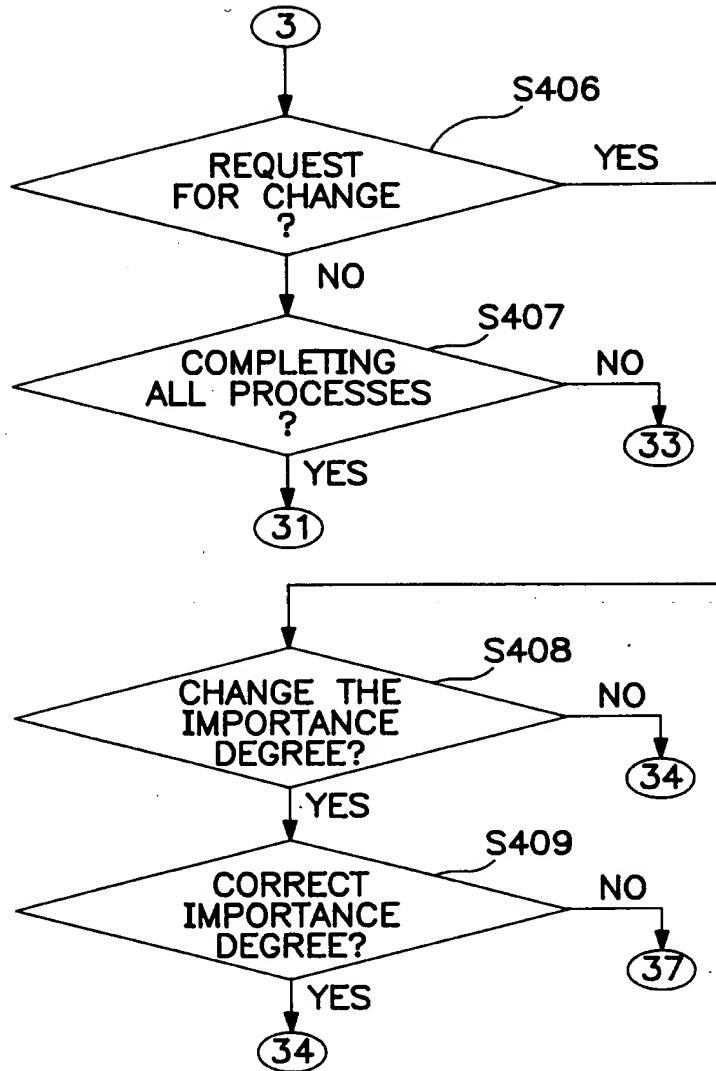 3
S406
REQUEST
FOR CHANGE
?
YES
NO
S407
COMPLETING
ALL PROCESSES
?
NO
33
YES
31
S408
CHANGE THE
IMPORTANCE
DEGREE?
NO
34
YES
S409
CORRECT
IMPORTANCE
DEGREE?
NO
37
YES
34